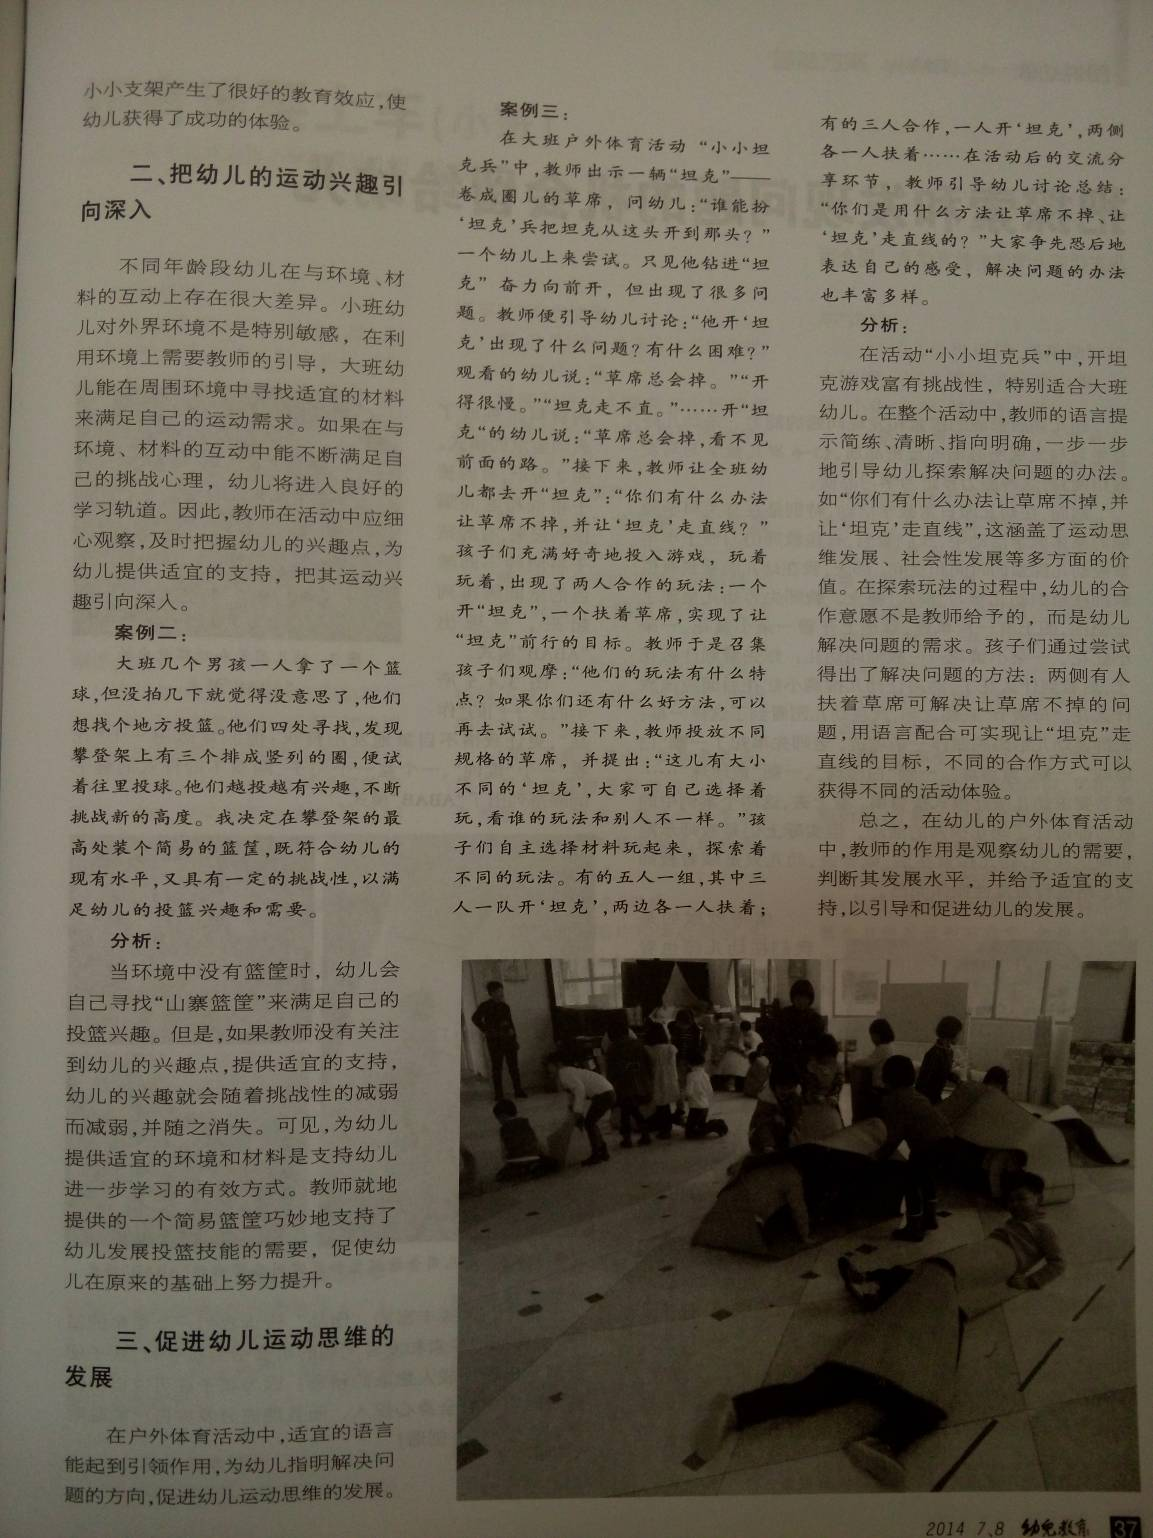 小小支架产生了很好的教育效应,使
幼儿获得了成功的体验。
二、把幼儿的运动兴趣引
向深入
不同年龄段幼儿在与环境、材
料的互动上存在很大差异。小班幼
儿对外界环境不是特别敏感，在利
用环境上需要教师的引导，大班幼
儿能在周围环境中寻找适宜的材料
来满足自己的运动需求。如果在与
环境、材料的互动中能不断满足自
己的挑战心理，幼儿将进入良好的
学习轨道。因此,教师在活动中应细
心观察,及时把握幼儿的兴趣点,为
幼儿提供适宜的支持，把其运动兴
趣引向深入。
案例二：
大班几个男孩一人拿了一个篮
球,但没拍几下就觉得没意思了,他们
想找个地方投篮。他们四处寻找,发现
攀登架上有三个排成竖列的圈,便试
着往里投球。他们越投越有兴趣,不断
挑战新的高度。我决定在攀登架的最
高处装个简易的篮筐,既符合幼儿的
现有水平,又具有一定的挑战性,以满
足幼儿的投篮兴趣和需要。
分析：
当环境中没有篮筐时，幼儿会
自己寻找“山寨篮筐”来满足自己的
投篮兴趣。但是,如果教师没有关注
到幼儿的兴趣点,提供适宜的支持,
幼儿的兴趣就会随着挑战性的减弱
而减弱,并随之消失。可见,为幼儿
提供适宜的环境和材料是支持幼儿
进一步学习的有效方式。教师就地
提供的一个简易篮筐巧妙地支持了
幼儿发展投篮技能的需要，促使幼
儿在原来的基础上努力提升。
三、促进幼儿运动思维的
发展
在户外体育活动中,适宜的语言
能起到引领作用,为幼儿指明解决问
题的方向,促进幼儿运动思维的发展。
案例三：
在大班户外体育活动“小小坦
克兵”中,教师出示一辆“坦克”——
卷成圈儿的草席，问幼儿:“谁能扮
‘坦克’兵把坦克从这头开到那头？”
一个幼儿上来尝试。只见他钻进“坦
克”奋力向前开，但出现了很多问
题。教师便引导幼儿讨论:“他开‘坦
克’出现了什么问题?有什么困难?”
观看的幼儿说:“草席总会掉。”“开
得很慢。”“坦克走不直。”……开“坦
克“的幼儿说:“草席总会掉,看不见
前面的路。”接下来,教师让全班幼
儿都去开“坦克”:“你们有什么办法
让草席不掉,并让‘坦克’走直线？”
孩子们充满好奇地投入游戏，玩着
玩着,出现了两人合作的玩法:一个
开“坦克”,一个扶着草席,实现了让
“坦克”前行的目标。教师于是召集
孩子们观摩:“他们的玩法有什么特
点?如果你们还有什么好方法,可以
再去试试。”接下来,教师投放不同
规格的草席，并提出:“这儿有大小
不同的‘坦克’,大家可自己选择着
玩,看谁的玩法和别人不一样。”孩
子们自主选择材料玩起来，探索着
不同的玩法。有的五人一组,其中三
人一队开‘坦克’,两边各一人扶着;
有的三人合作,一人开‘坦克’,两侧
各一人扶着……在活动后的交流分
享环节，教师引导幼儿讨论总结：
“你们是用什么方法让草席不掉、让
‘坦克’走直线的？”大家争先恐后地
表达自己的感受，解决问题的办法
也丰富多样。
分析：
在活动“小小坦克兵”中,开坦
克游戏富有挑战性，特别适合大班
幼儿。在整个活动中,教师的语言提
示简练、清晰、指向明确,一步一步
地引导幼儿探索解决问题的办法。
如“你们有什么办法让草席不掉,并
让‘坦克’走直线”,这涵盖了运动思
维发展、社会性发展等多方面的价
值。在探索玩法的过程中,幼儿的合
作意愿不是教师给予的，而是幼儿
解决问题的需求。孩子们通过尝试
得出了解决问题的方法：两侧有人
扶着草席可解决让草席不掉的问
题,用语言配合可实现让“坦克”走
直线的目标，不同的合作方式可以
获得不同的活动体验。
总之，在幼儿的户外体育活动
中,教师的作用是观察幼儿的需要,
判断其发展水平，并给予适宜的支
持,以引导和促进幼儿的发展。
2014 7、8 幼儿教育 37